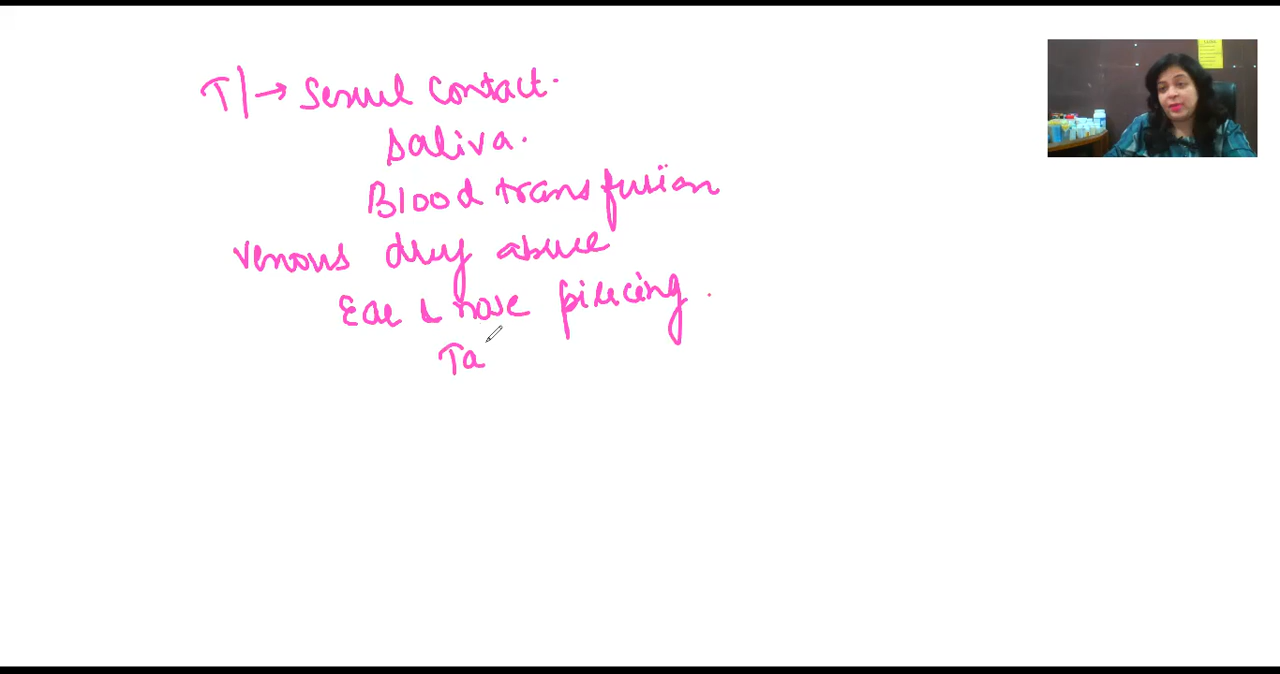 T| → Sexual contact.
Saliva.
Blood transfusion
Venous drug abuse
Ear & nose piercing.
Ta